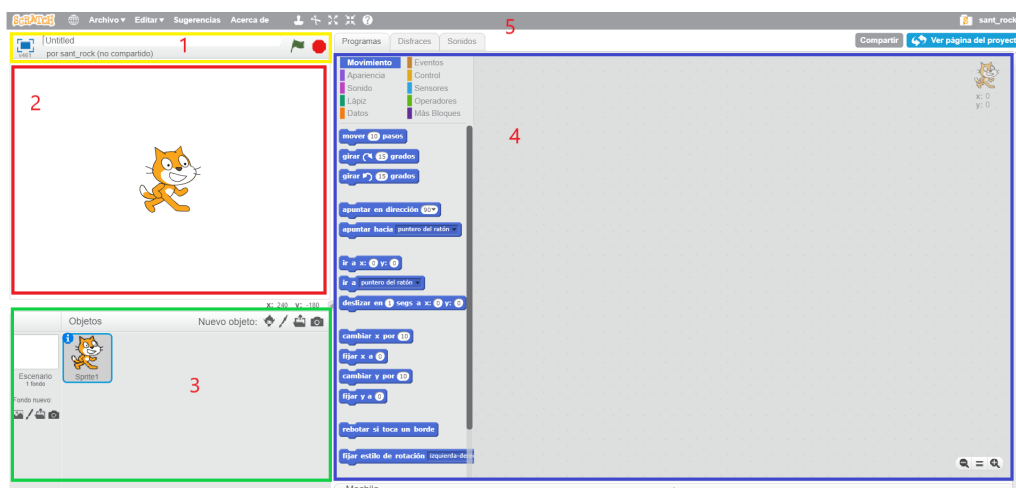 SCRATCH Archivo▾ Editar▾ Sugerencias Acerca de 5 sant_rock
Untitled 1
v461 por sant_rock (no compartido)
Programas Disfraces Sonidos Compartir Ver página del proyect
2
Movimiento Eventos
Apariencia Control
Sonido Sensores
Lápiz Operadores
Datos Más Bloques
x: 0
y: 0
4
mover 10 pasos
girar 15 grados
girar 15 grados
apuntar en dirección 90▾
apuntar hacia puntero del ratón
ir a x: 0 y: 0
ir a puntero del ratón
deslizar en 1 segs a x: 0 y: 0
cambiar x por 10
fijar x a 0
cambiar y por 10
fijar y a 0
rebotar si toca un borde
fijar estilo de rotación izquierda-de
x: 240 y: -180
Objetos Nuevo objeto:
Sprite1
Escenario
1 fondo
Fondo nuevo:
3